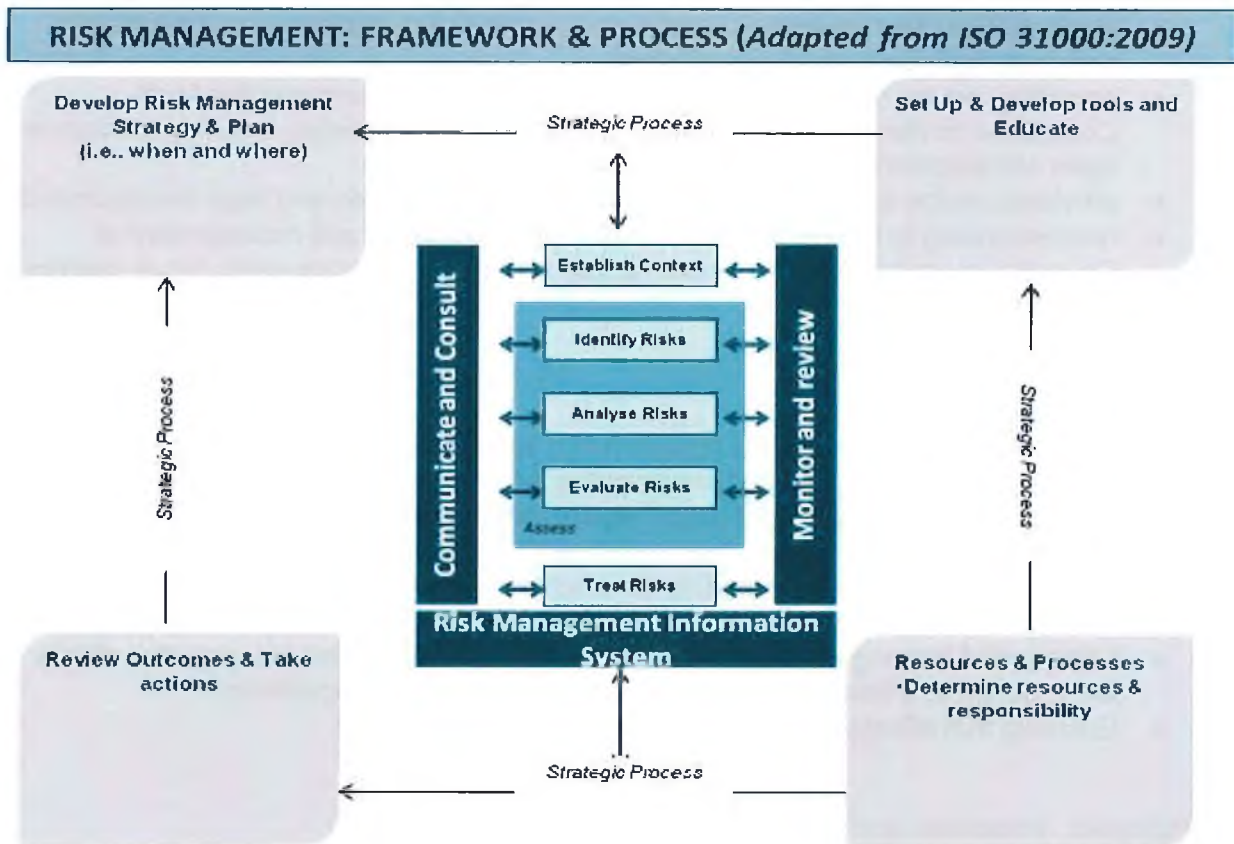 RISK MANAGEMENT: FRAMEWORK & PROCESS (Adapted from ISO 31000:2009)
Develop Risk Management
Strategy & Plan
(i.e.. when and where)
Strategic Process
Set Up & Develop tools and
Educate
Strategic Process
Communicate and Consult
Establish Context
Identify Risks
Analyse Risks
Evaluate Risks
Assess
Treat Risks
Monitor and review
Strategic Process
Risk Management Information
System
Review Outcomes & Take
actions
Strategic Process
Resources & Processes
·Determine resources &
responsibility